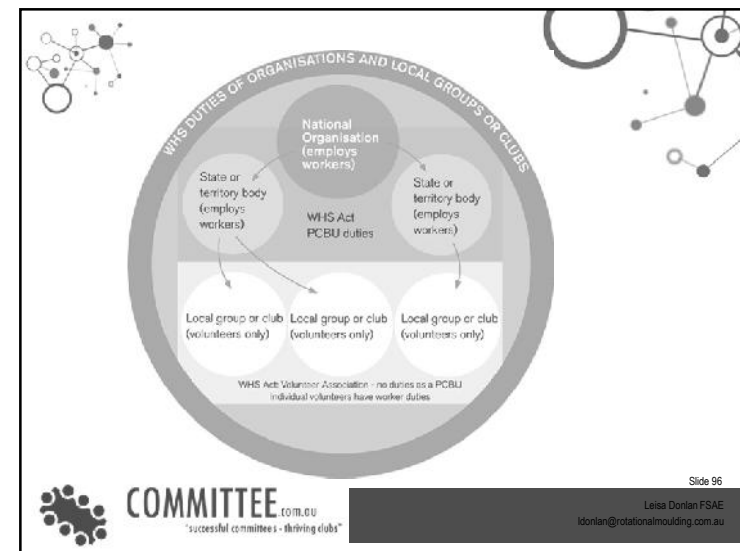 WHS DUTIES OF ORGANISATIONS AND LOCAL GROUPS OR CLUBS
National
Organisation
(employs
workers)
State or
territory body
(employs
workers)
State or
territory body
(employs
workers)
WHS Act
PCBU duties
Local group or club
(volunteers only)
Local group or club
(volunteers only)
Local group or club
(volunteers only)
WHS Act: Volunteer Association - no duties as a PCBU
individual volunteers have worker duties
Slide 96
COMMITTEE.com.au
"successful committees - thriving clubs"
Leisa Donlan FSAE
ldonlan@rotationalmoulding.com.au